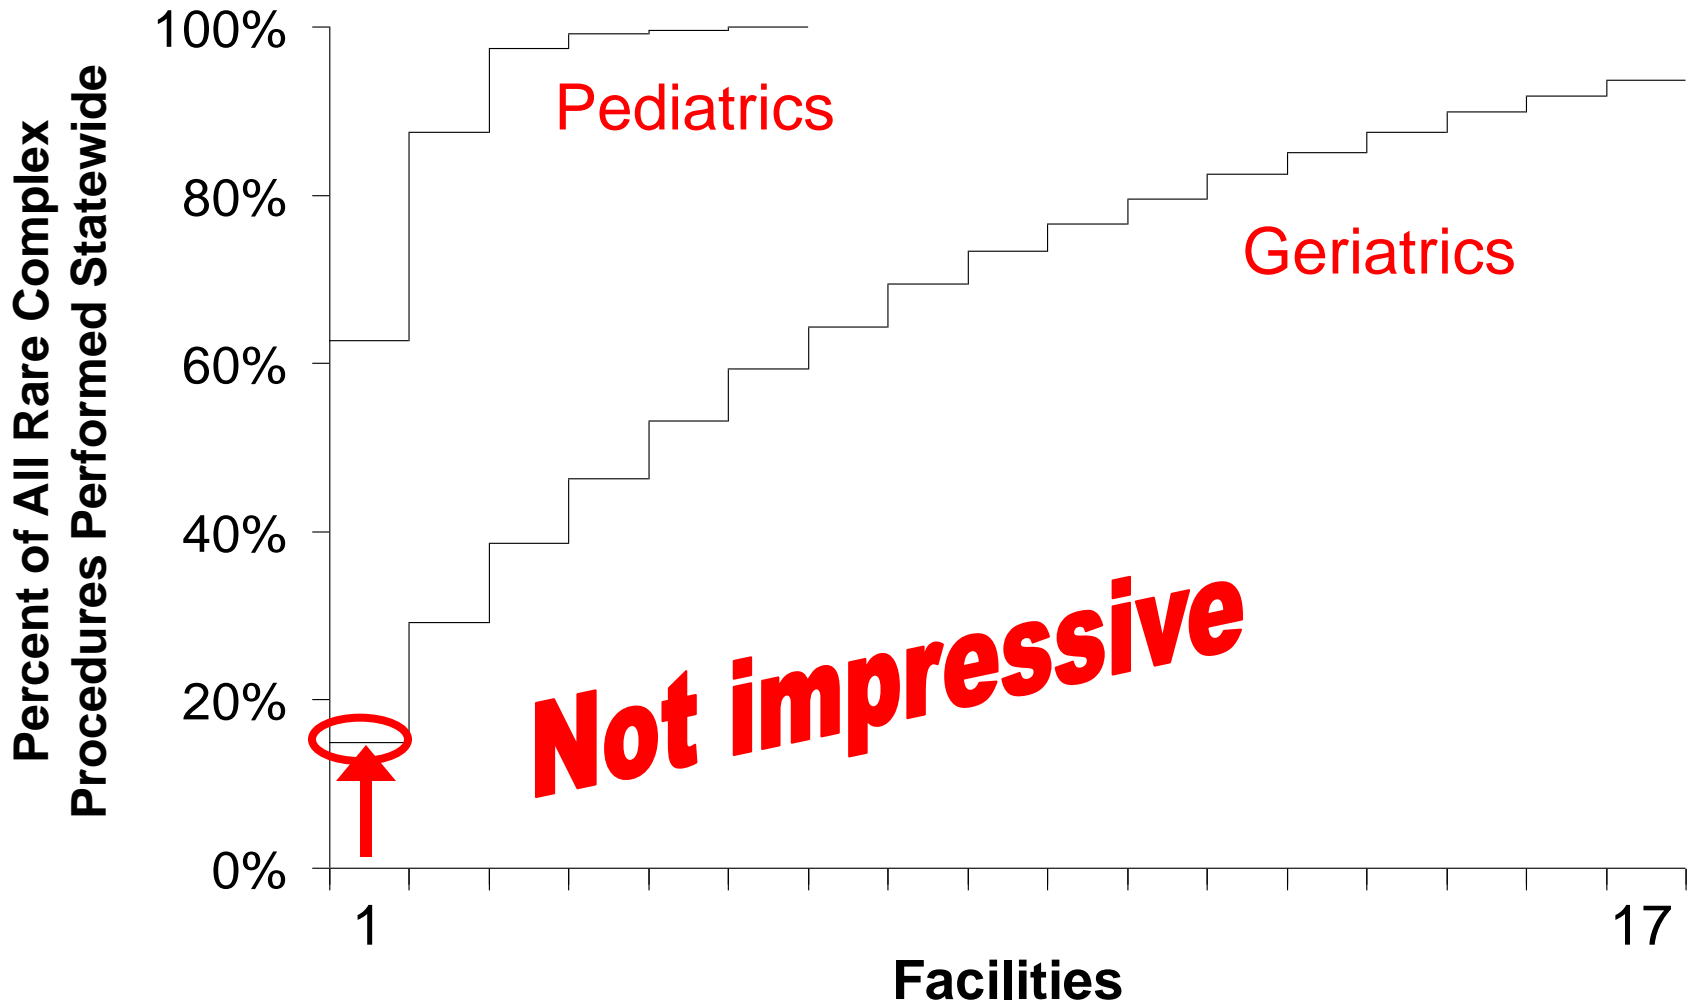 Percent of All Rare Complex
Procedures Performed Statewide
100%
80%
60%
40%
20%
0%
Pediatrics
Geriatrics
Not impressive
1
17
Facilities